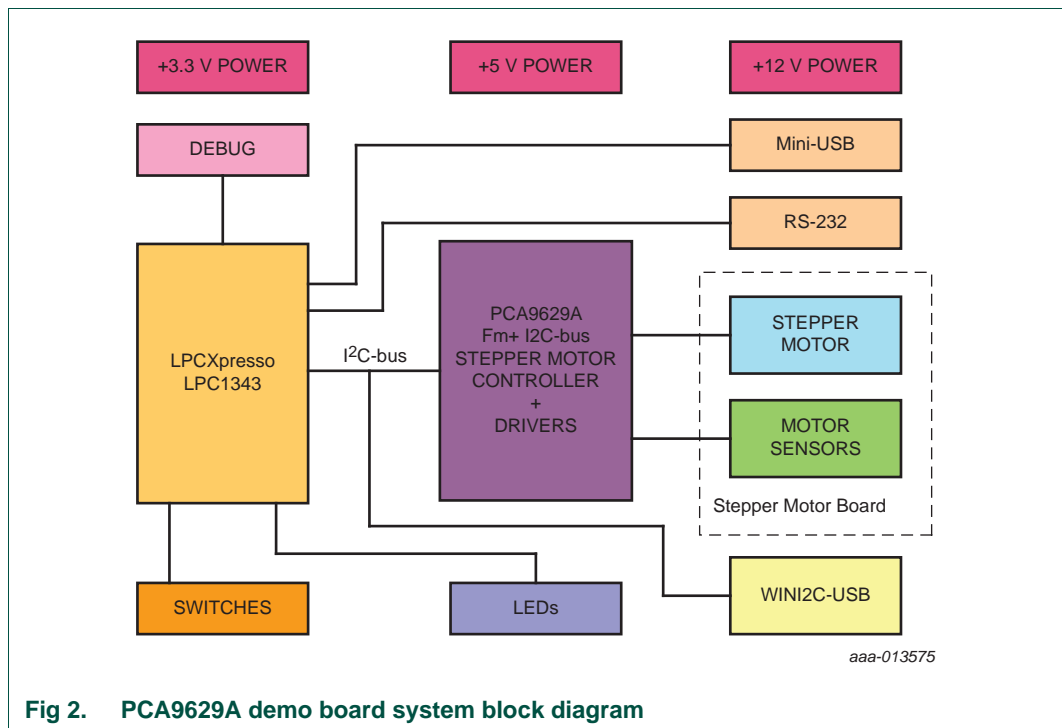 +3.3 V POWER
+5 V POWER
+12 V POWER
DEBUG
Mini-USB
RS-232
LPCXpresso
LPC1343
I2C-bus
PCA9629A
Fm+ I2C-bus
STEPPER MOTOR
CONTROLLER
+
DRIVERS
STEPPER
MOTOR
MOTOR
SENSORS
Stepper Motor Board
SWITCHES
LEDs
WINI2C-USB
aaa-013575
Fig 2. PCA9629A demo board system block diagram